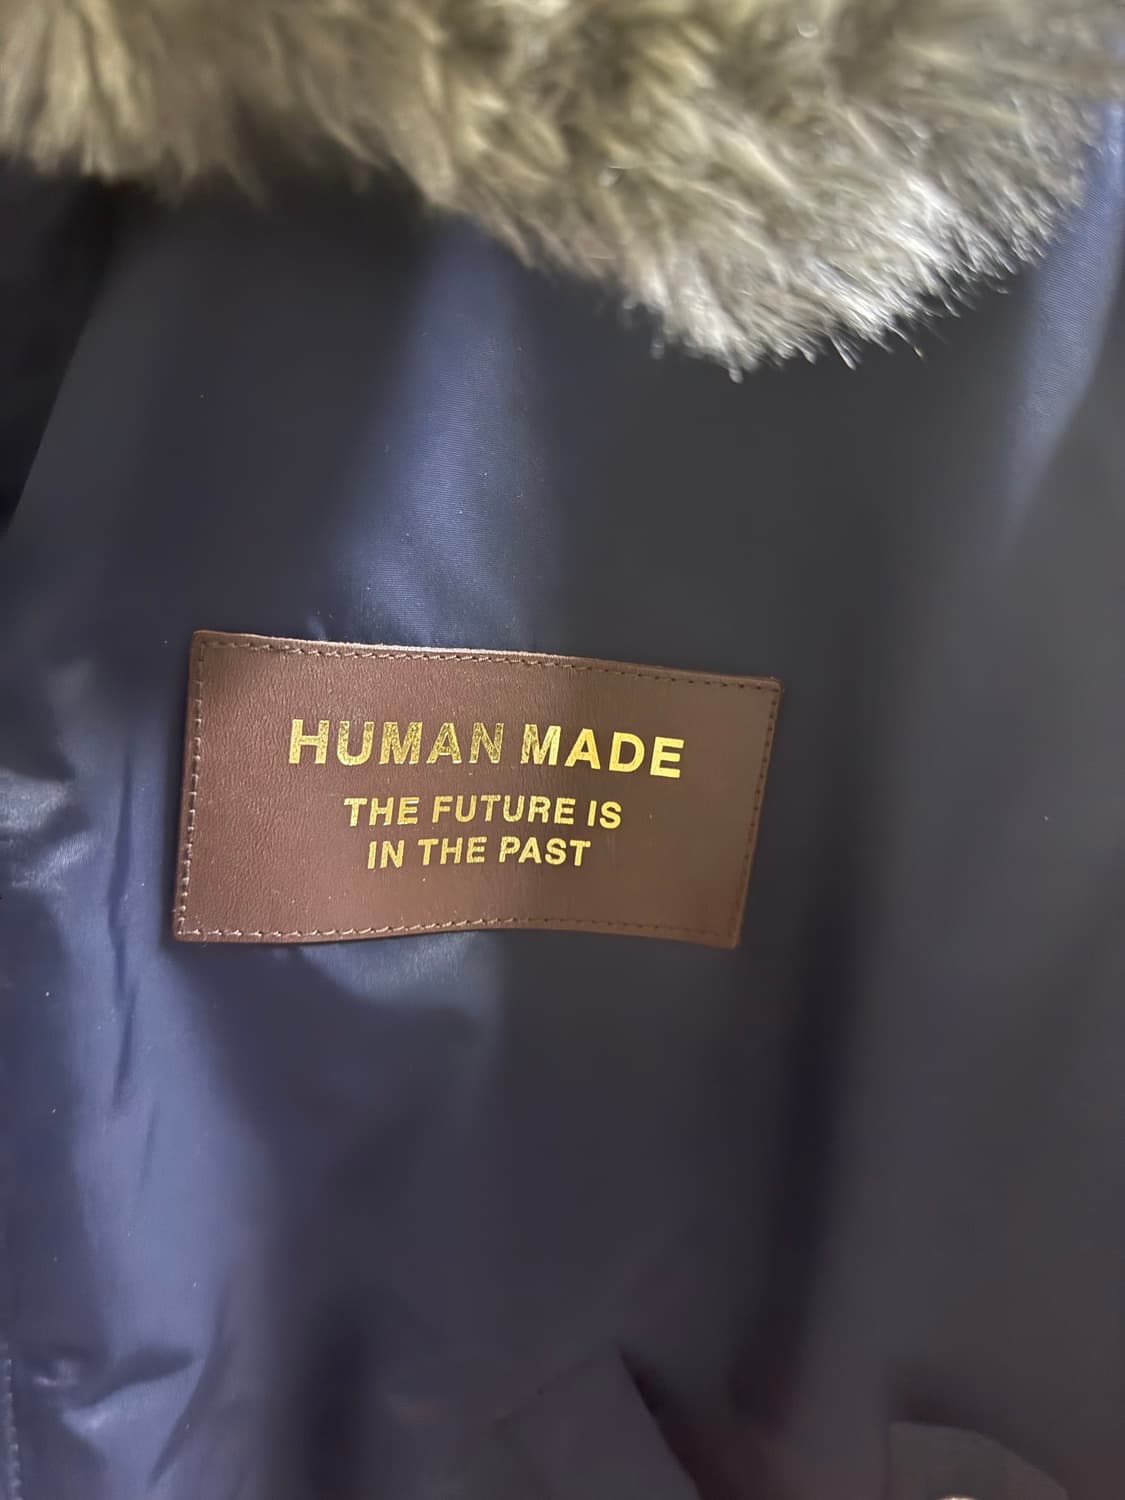 HUMAN MADE
THE FUTURE IS
IN THE PAST